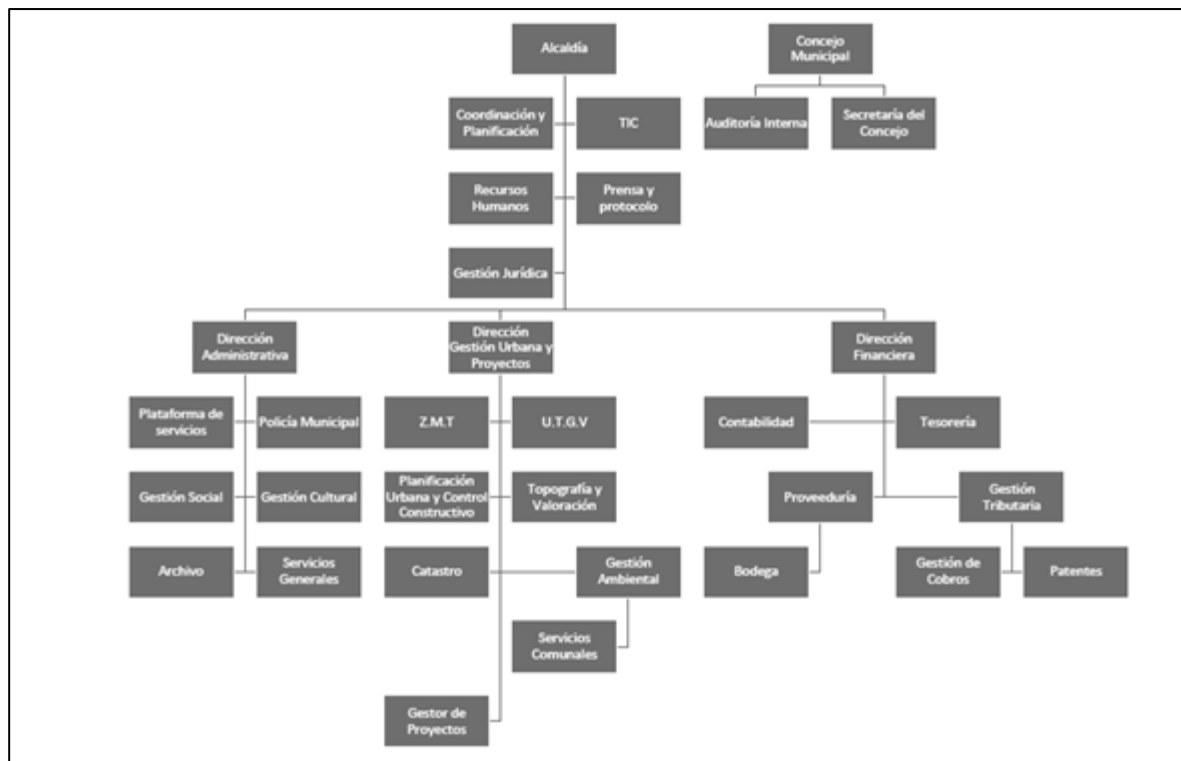 Alcaldía
Concejo
Municipal
Coordinación y
Planificación
TIC
Auditoría Interna
Secretaría del
Concejo
Recursos
Humanos
Prensa y
protocolo
Gestión Jurídica
Dirección
Administrativa
Dirección
Gestión Urbana y
Proyectos
Dirección
Financiera
Plataforma de
servicios
Policía Municipal
Z.M.T
U.T.G.V
Contabilidad
Tesorería
Gestión Social
Gestión Cultural
Planificación
Urbana y Control
Constructivo
Topografía y
Valoración
Proveeduría
Gestión
Tributaria
Archivo
Servicios
Generales
Catastro
Gestión
Ambiental
Bodega
Gestión de
Cobros
Patentes
Servicios
Comunales
Gestor de
Proyectos